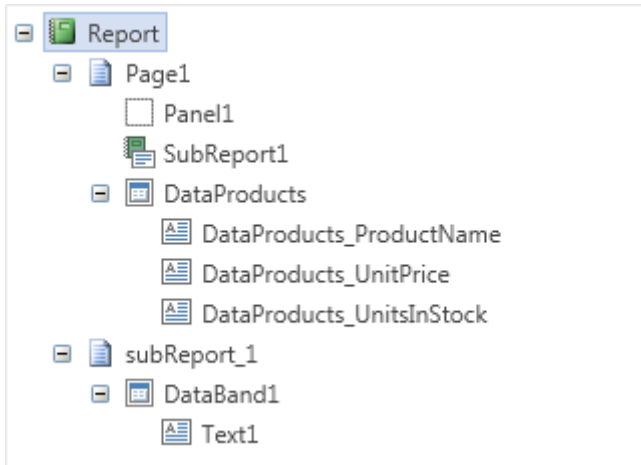 Report
Page1
Panel1
SubReport1
DataProducts
DataProducts_ProductName
DataProducts_UnitPrice
DataProducts_UnitsInStock
subReport_1
DataBand1
Text1